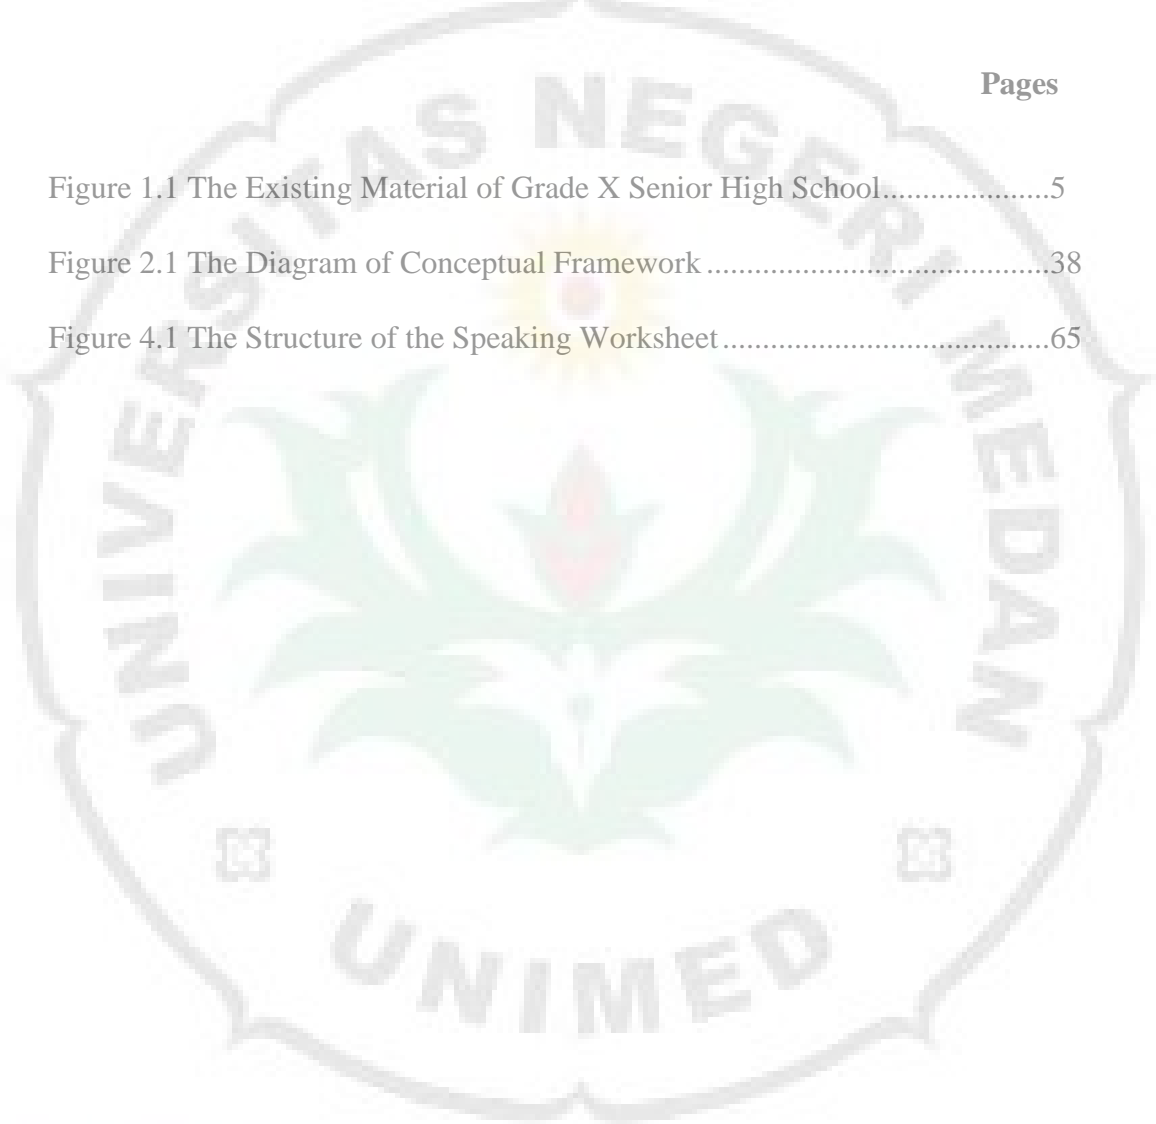 Pages
Figure 1.1 The Existing Material of Grade X Senior High School.....................5
Figure 2.1 The Diagram of Conceptual Framework...........................................38
Figure 4.1 The Structure of the Speaking Worksheet.........................................65
UNIVERSITAS NEGERI MEDAN
UNIMED